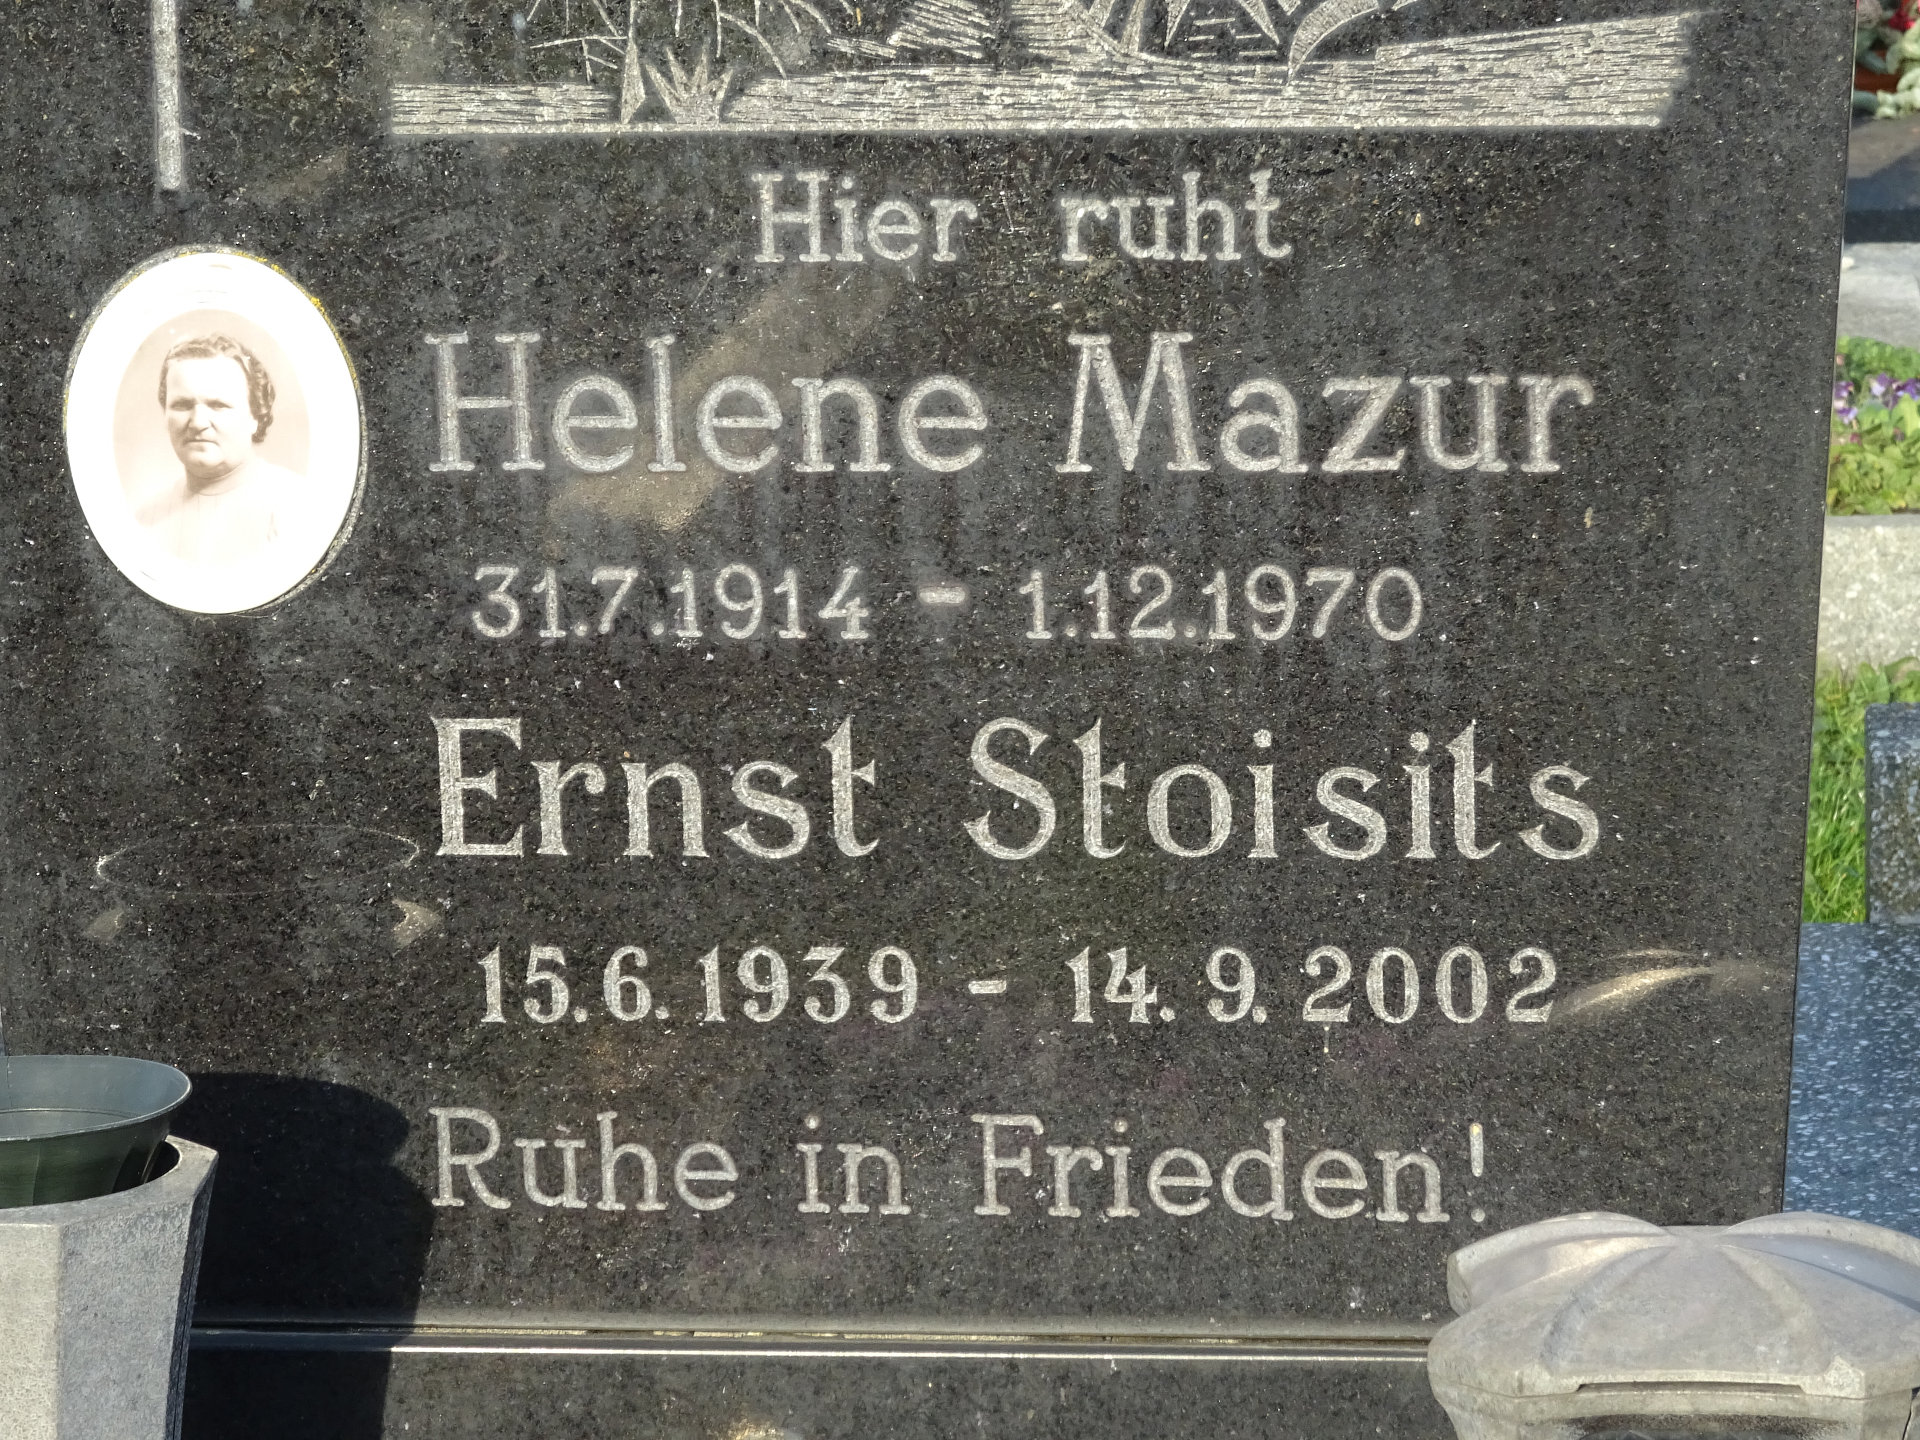 Hier ruht
Helene Mazur
31.7.1914 - 1.12.1970
Ernst Stoisits
15.6.1939 - 14.9.2002
Ruhe in Frieden!